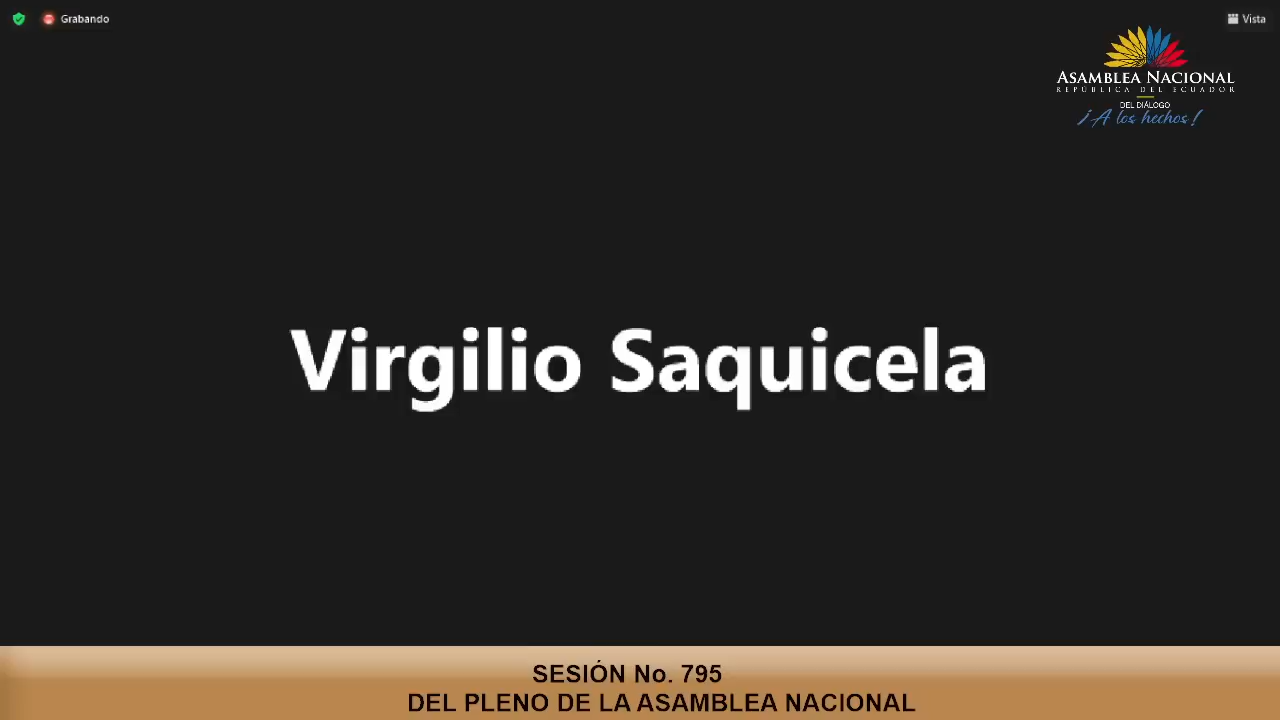 Grabando
Vista
ASAMBLEA NACIONAL
REPÚBLICA DEL ECUADOR
DEL DIÁLOGO
¡A los hechos!
Virgilio Saquicela
SESIÓN No. 795
DEL PLENO DE LA ASAMBLEA NACIONAL